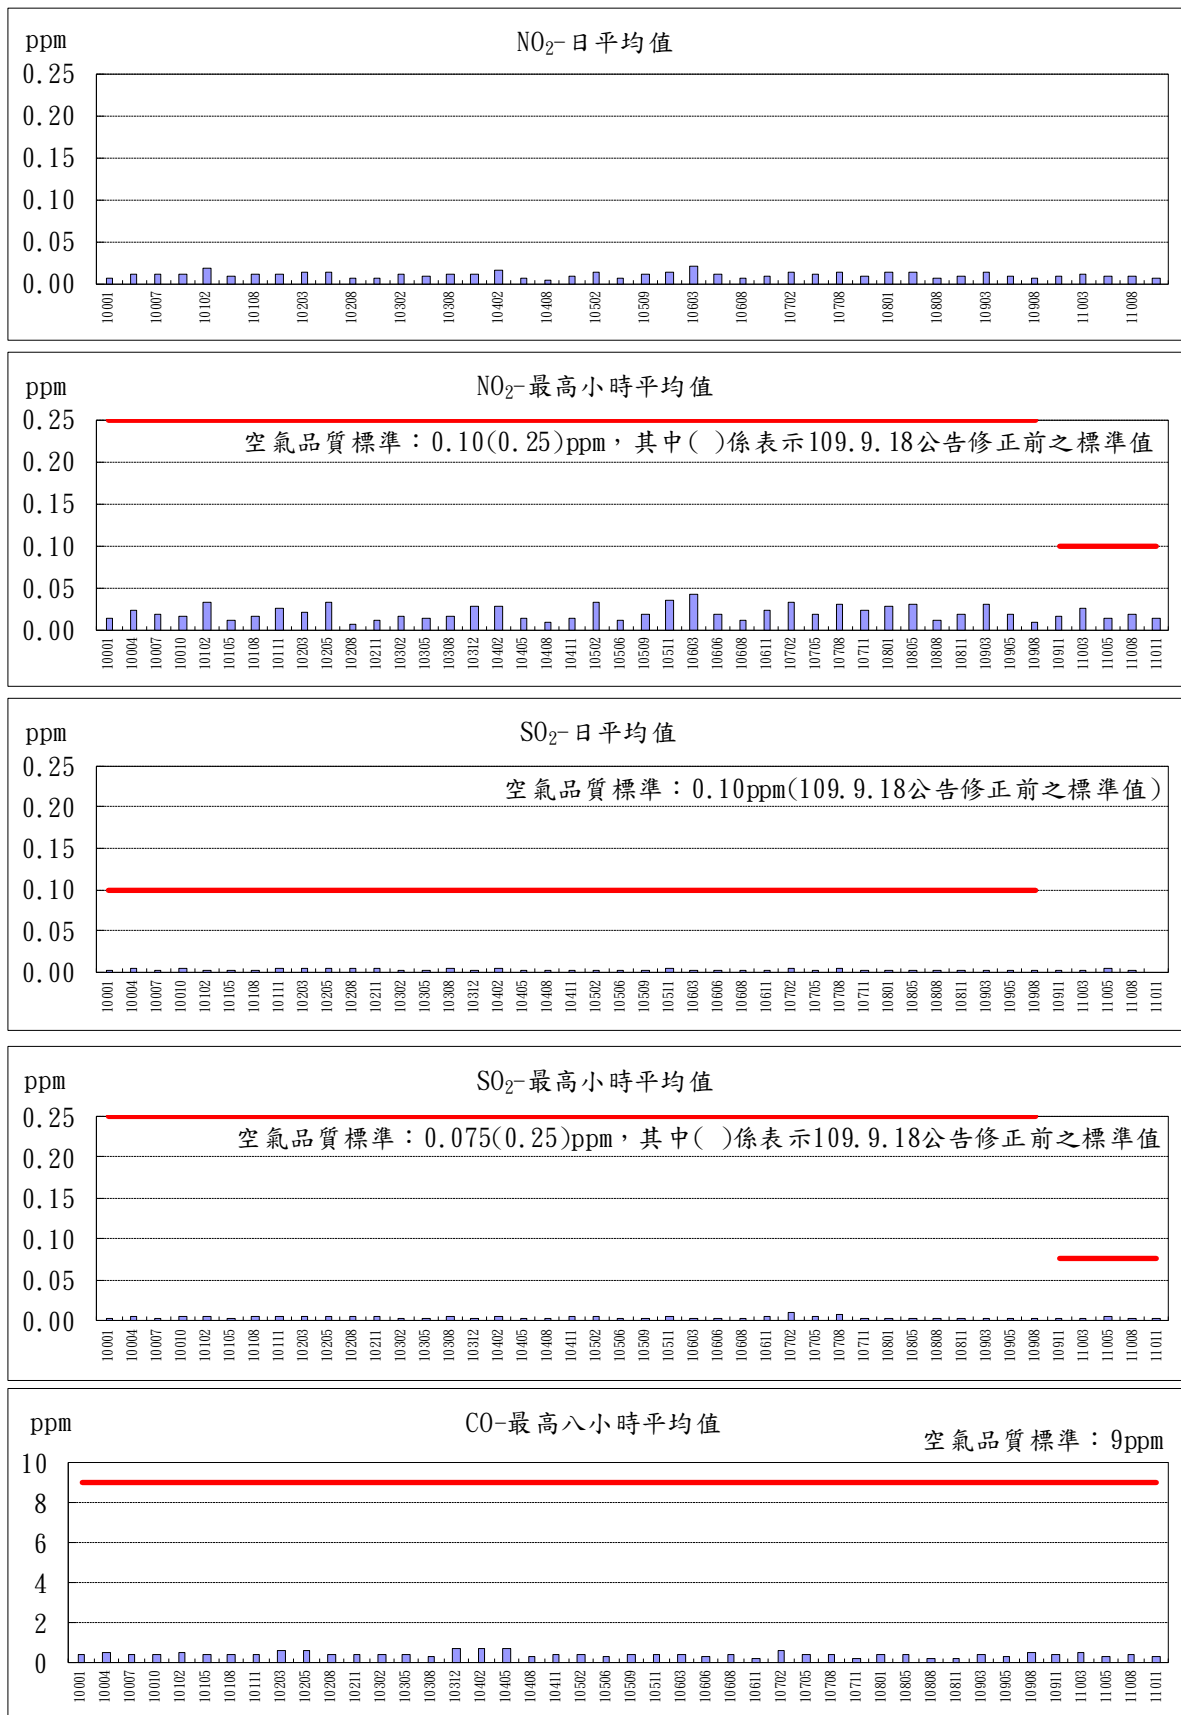 NO₂-日平均值
ppm
0.25
0.20
0.15
0.10
0.05
0.00
10001 10007 10102 10108 10203 10208 10302 10308 10402 10408 10502 10509 10603 10608 10702 10708 10801 10808 10903 10908 11003 11008
NO₂-最高小時平均值
ppm
0.25
空氣品質標準：0.10(0.25)ppm，其中( )係表示109.9.18公告修正前之標準值
0.20
0.15
0.10
0.05
0.00
10001 10004 10007 10010 10102 10105 10108 10111 10203 10205 10208 10211 10302 10305 10308 10312 10402 10405 10408 10411 10502 10506 10509 10511 10603 10606 10608 10611 10702 10705 10708 10711 10801 10805 10808 10811 10903 10905 10908 10911 11003 11005 11008 11011
SO₂-日平均值
ppm
0.25
空氣品質標準：0.10ppm(109.9.18公告修正前之標準值)
0.20
0.15
0.10
0.05
0.00
10001 10004 10007 10010 10102 10105 10108 10111 10203 10205 10208 10211 10302 10305 10308 10312 10402 10405 10408 10411 10502 10506 10509 10511 10603 10606 10608 10611 10702 10705 10708 10711 10801 10805 10808 10811 10903 10905 10908 10911 11003 11005 11008 11011
SO₂-最高小時平均值
ppm
0.25
空氣品質標準：0.075(0.25)ppm，其中( )係表示109.9.18公告修正前之標準值
0.20
0.15
0.10
0.05
0.00
10001 10004 10007 10010 10102 10105 10108 10111 10203 10205 10208 10211 10302 10305 10308 10312 10402 10405 10408 10411 10502 10506 10509 10511 10603 10606 10608 10611 10702 10705 10708 10711 10801 10805 10808 10811 10903 10905 10908 10911 11003 11005 11008 11011
CO-最高八小時平均值
ppm
空氣品質標準：9ppm
10
8
6
4
2
0
10001 10004 10007 10010 10102 10105 10108 10111 10203 10205 10208 10211 10302 10305 10308 10312 10402 10405 10408 10411 10502 10506 10509 10511 10603 10606 10608 10611 10702 10705 10708 10711 10801 10805 10808 10811 10903 10905 10908 10911 11003 11005 11008 11011